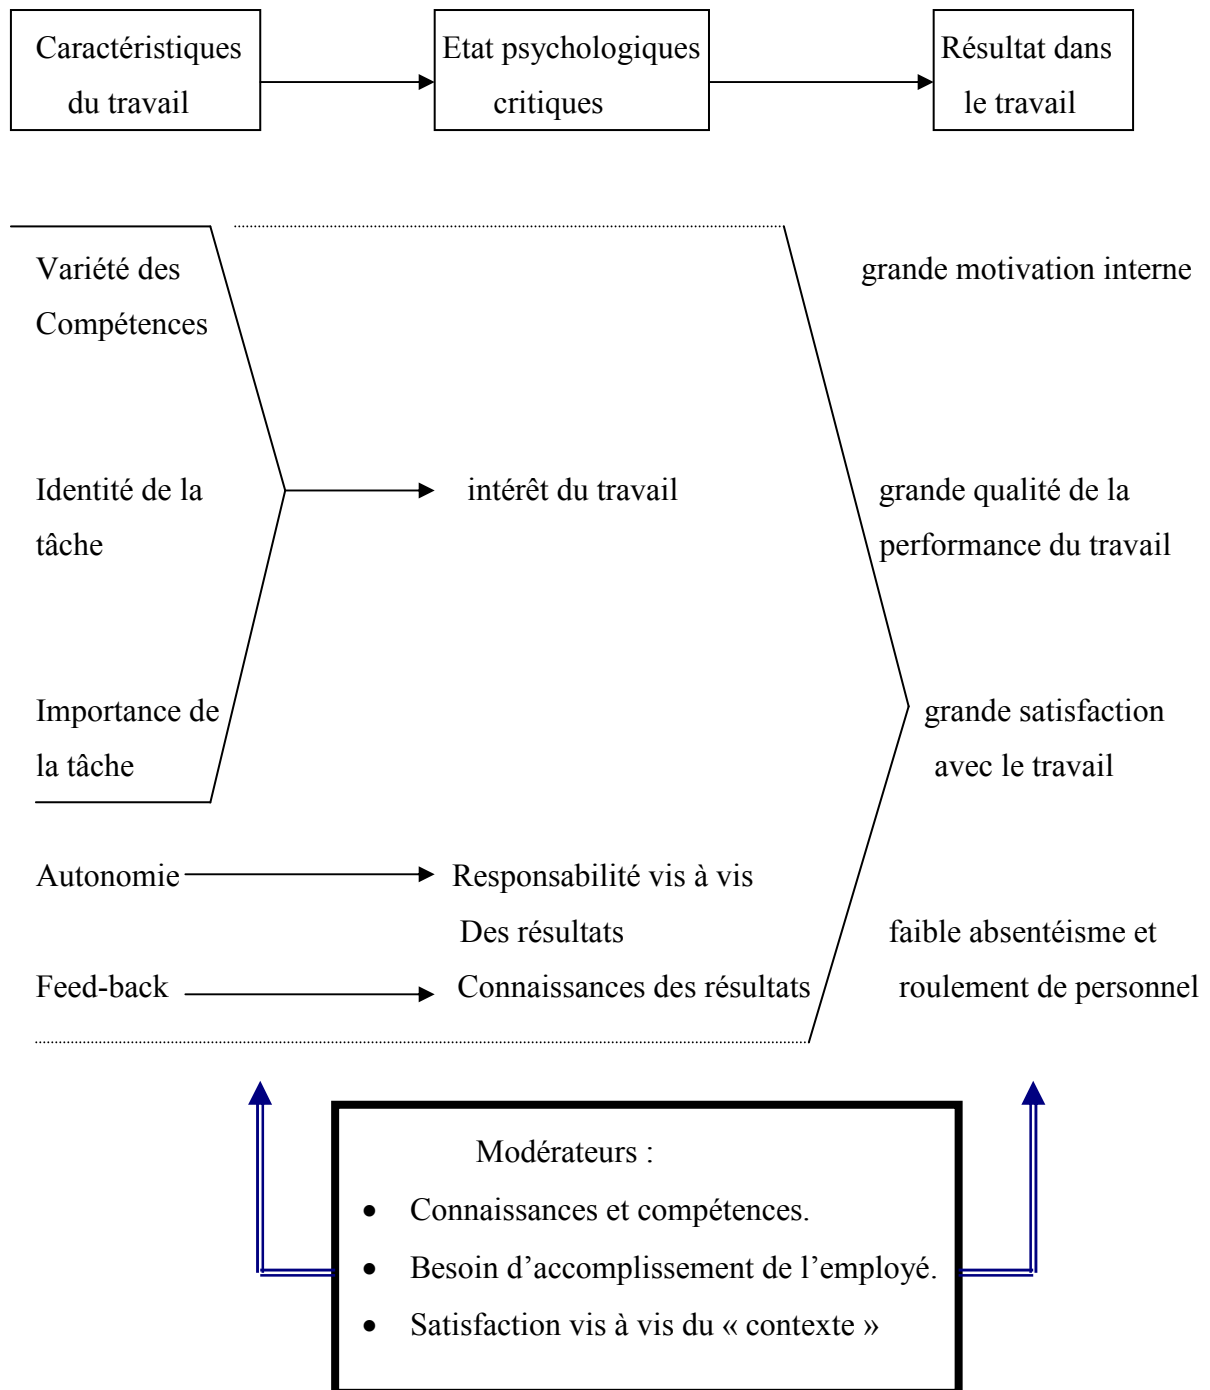 Caractéristiques
du travail
Etat psychologiques
critiques
Résultat dans
le travail
Variété des
Compétences
grande motivation interne
Identité de la
tâche
intérêt du travail
grande qualité de la
performance du travail
Importance de
la tâche
grande satisfaction
avec le travail
Autonomie
Responsabilité vis à vis
Des résultats
faible absentéisme et
roulement de personnel
Feed-back
Connaissances des résultats
Modérateurs :
• Connaissances et compétences.
• Besoin d’accomplissement de l’employé.
• Satisfaction vis à vis du « contexte »